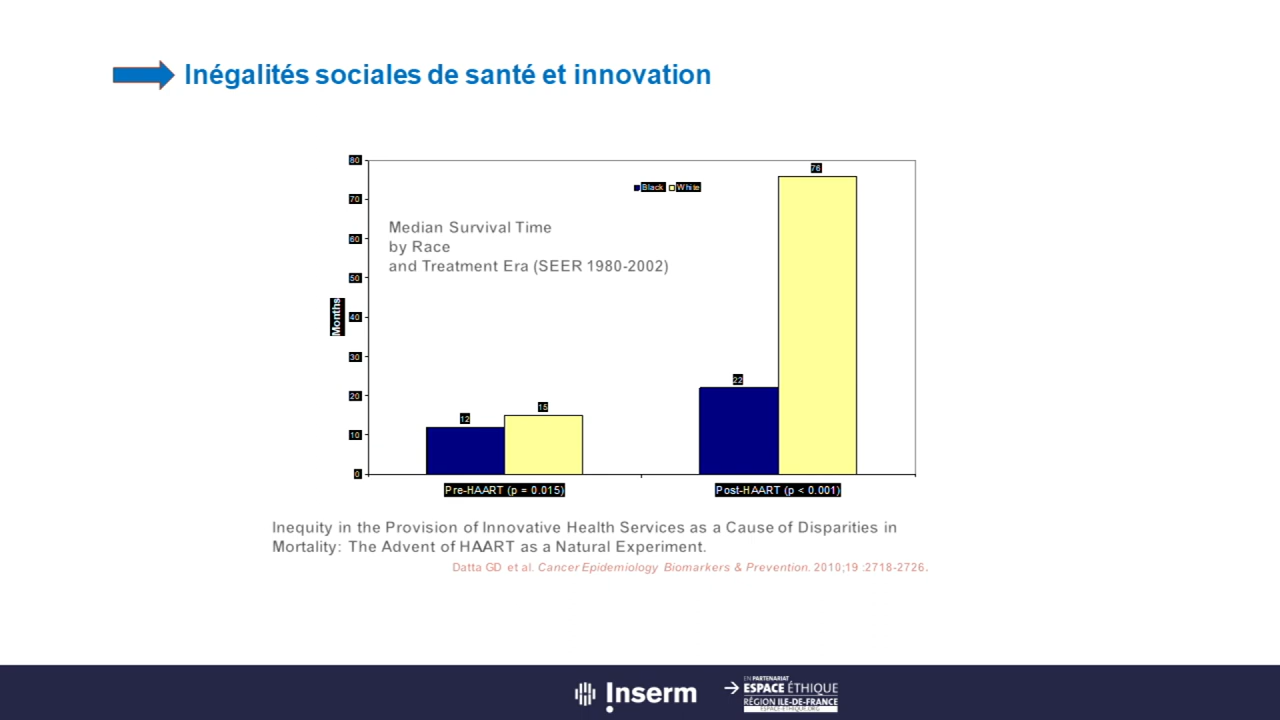 Inégalités sociales de santé et innovation
80
70
60
50
40
30
20
10
0
Months
Black White
Median Survival Time
by Race
and Treatment Era (SEER 1980-2002)
12
15
22
76
Pre-HAART (p = 0.015)
Post-HAART (p < 0.001)
Inequity in the Provision of Innovative Health Services as a Cause of Disparities in
Mortality: The Advent of HAART as a Natural Experiment.
Datta GD et al. Cancer Epidemiology Biomarkers & Prevention. 2010;19 :2718-2726.
Inserm
EN PARTENARIAT
ESPACE ÉTHIQUE
RÉGION ILE-DE-FRANCE
ESPACE-ETHIQUE.ORG